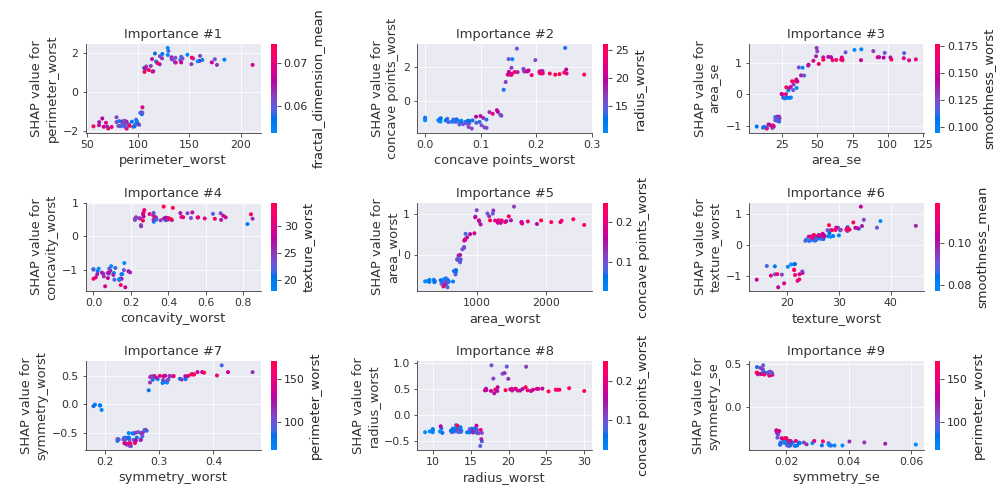 Importance #1
SHAP value for
perimeter_worst
2
0
−2
50
100
150
200
perimeter_worst
0.07
0.06
fractal_dimension_mean
Importance #2
SHAP value for
concave points_worst
2
0
0.0
0.1
0.2
0.3
concave points_worst
25
20
15
radius_worst
Importance #3
SHAP value for
area_se
1
0
−1
25
50
75
100
125
area_se
0.175
0.150
0.125
0.100
smoothness_worst
Importance #4
SHAP value for
concavity_worst
1
0
−1
0.0
0.2
0.4
0.6
0.8
concavity_worst
30
25
20
texture_worst
Importance #5
SHAP value for
area_worst
1
0
1000
2000
area_worst
0.2
0.1
concave points_worst
Importance #6
SHAP value for
texture_worst
1
0
−1
20
30
40
texture_worst
0.10
0.08
smoothness_mean
Importance #7
SHAP value for
symmetry_worst
0.5
0.0
−0.5
0.2
0.3
0.4
symmetry_worst
150
100
perimeter_worst
Importance #8
SHAP value for
radius_worst
1.0
0.5
0.0
−0.5
10
15
20
25
30
radius_worst
0.2
0.1
concave points_worst
Importance #9
SHAP value for
symmetry_se
0.5
0.0
0.02
0.04
0.06
symmetry_se
150
100
perimeter_worst